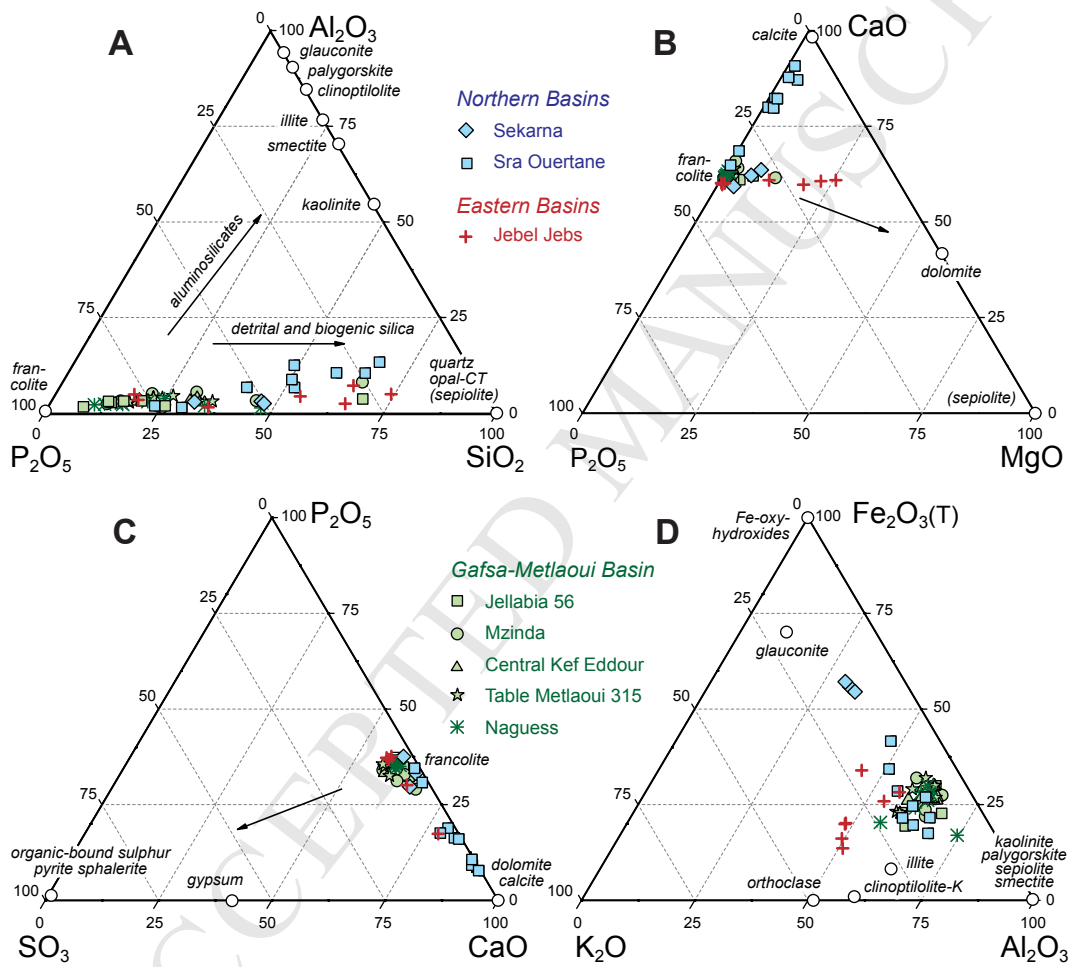 A
0
100
Al₂O₃
glauconite
palygorskite
clinoptilolite
25
illite
75
smectite
kaolinite
50
50
aluminosilicates
75
25
detrital and biogenic silica
fran-
colite
quartz
opal-CT
(sepiolite)
100
0
0
25
50
75
100
P₂O₅
SiO₂
Northern Basins
Sekarna
Sra Ouertane
Eastern Basins
Jebel Jebs
B
0
100
CaO
calcite
25
75
fran-
colite
50
50
dolomite
75
25
(sepiolite)
100
0
0
25
50
75
100
P₂O₅
MgO
C
0
100
P₂O₅
25
75
50
50
francolite
75
25
organic-bound sulphur
pyrite sphalerite
gypsum
dolomite
calcite
100
0
0
25
50
75
100
SO₃
CaO
Gafsa-Metlaoui Basin
Jellabia 56
Mzinda
Central Kef Eddour
Table Metlaoui 315
Naguess
D
0
100
Fe₂O₃(T)
Fe-oxy-
hydroxides
25
75
glauconite
50
50
75
25
kaolinite
palygorskite
sepiolite
smectite
illite
orthoclase
clinoptilolite-K
100
0
0
25
50
75
100
K₂O
Al₂O₃
CCEPTED MANUSC